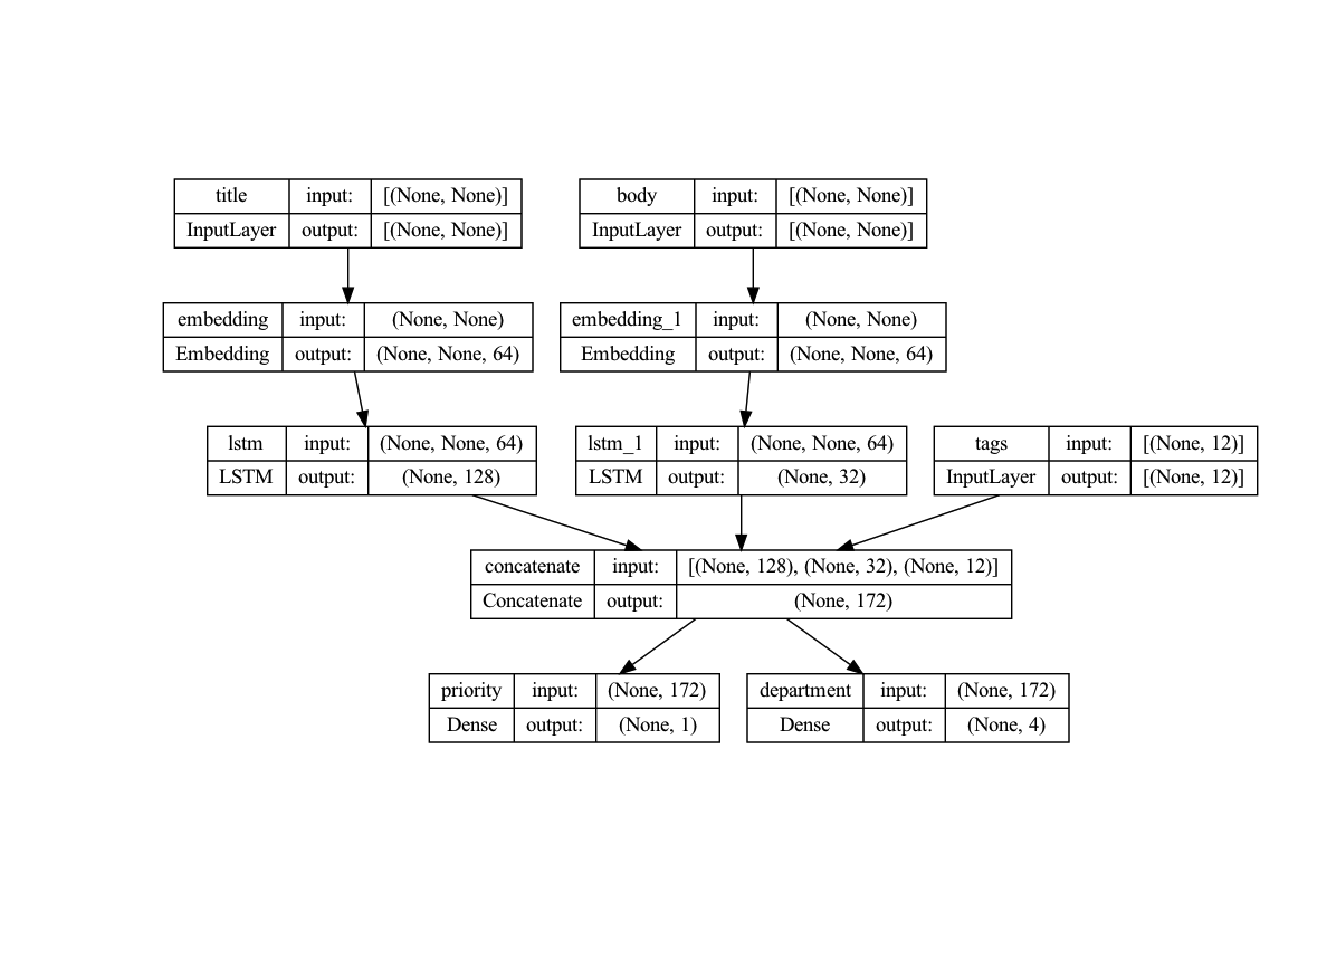 title input: [(None, None)]
InputLayer output: [(None, None)]
body input: [(None, None)]
InputLayer output: [(None, None)]
embedding input: (None, None)
Embedding output: (None, None, 64)
embedding_1 input: (None, None)
Embedding output: (None, None, 64)
lstm input: (None, None, 64)
LSTM output: (None, 128)
lstm_1 input: (None, None, 64)
LSTM output: (None, 32)
tags input: [(None, 12)]
InputLayer output: [(None, 12)]
concatenate input: [(None, 128), (None, 32), (None, 12)]
Concatenate output: (None, 172)
priority input: (None, 172)
Dense output: (None, 1)
department input: (None, 172)
Dense output: (None, 4)